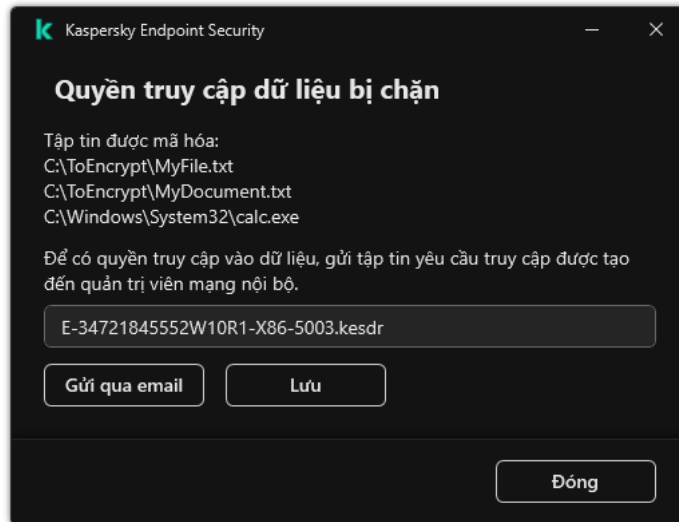 Kaspersky Endpoint Security
Quyền truy cập dữ liệu bị chặn
Tập tin được mã hóa:
C:\ToEncrypt\MyFile.txt
C:\ToEncrypt\MyDocument.txt
C:\Windows\System32\calc.exe
Để có quyền truy cập vào dữ liệu, gửi tập tin yêu cầu truy cập được tạo
đến quản trị viên mạng nội bộ.
E-34721845552W10R1-X86-5003.kesdr
Gửi qua email
Lưu
Đóng